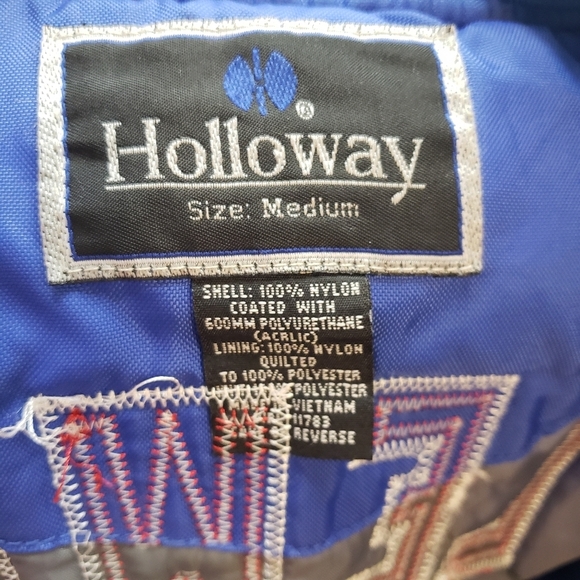 ®
Holloway
Size: Medium
SHELL: 100% NYLON
COATED WITH
600MM POLYURETHANE
(ACRLIC)
LINING: 100% NYLON
QUILTED
TO 100% POLYESTER
POLYESTER
VIETNAM
11783
REVERSE